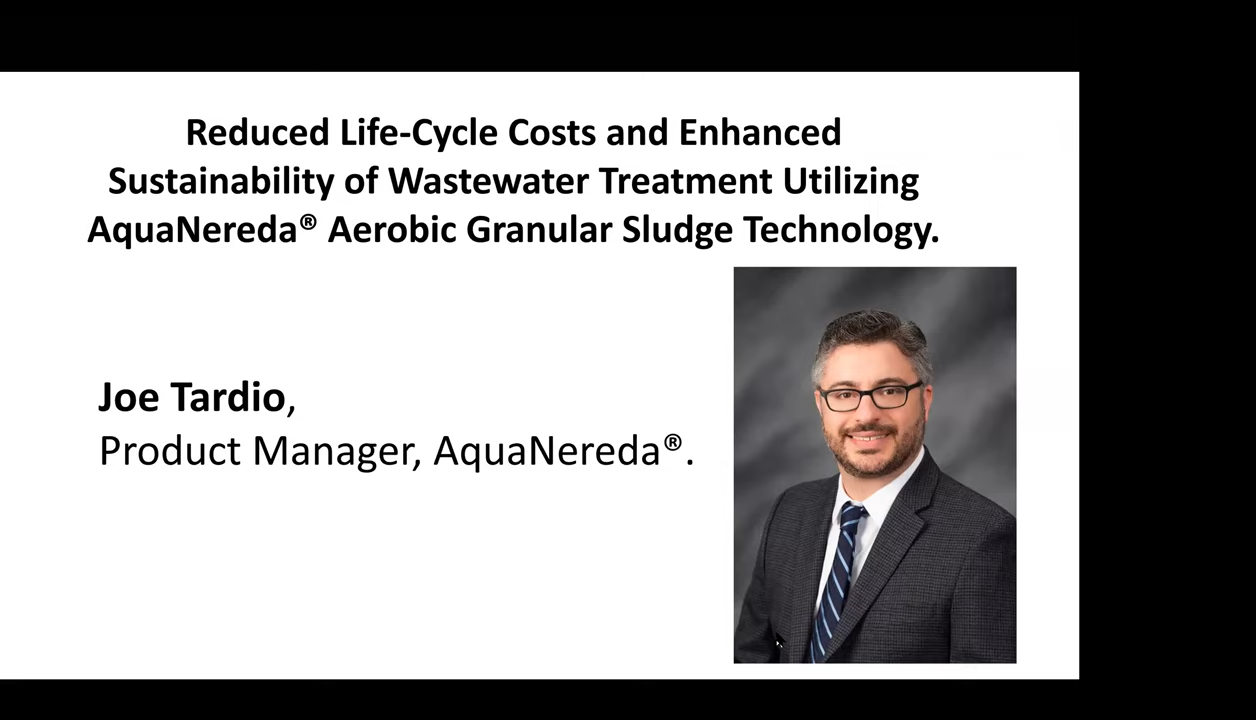 Reduced Life-Cycle Costs and Enhanced
Sustainability of Wastewater Treatment Utilizing
AquaNereda® Aerobic Granular Sludge Technology.
Joe Tardio,
Product Manager, AquaNereda®.